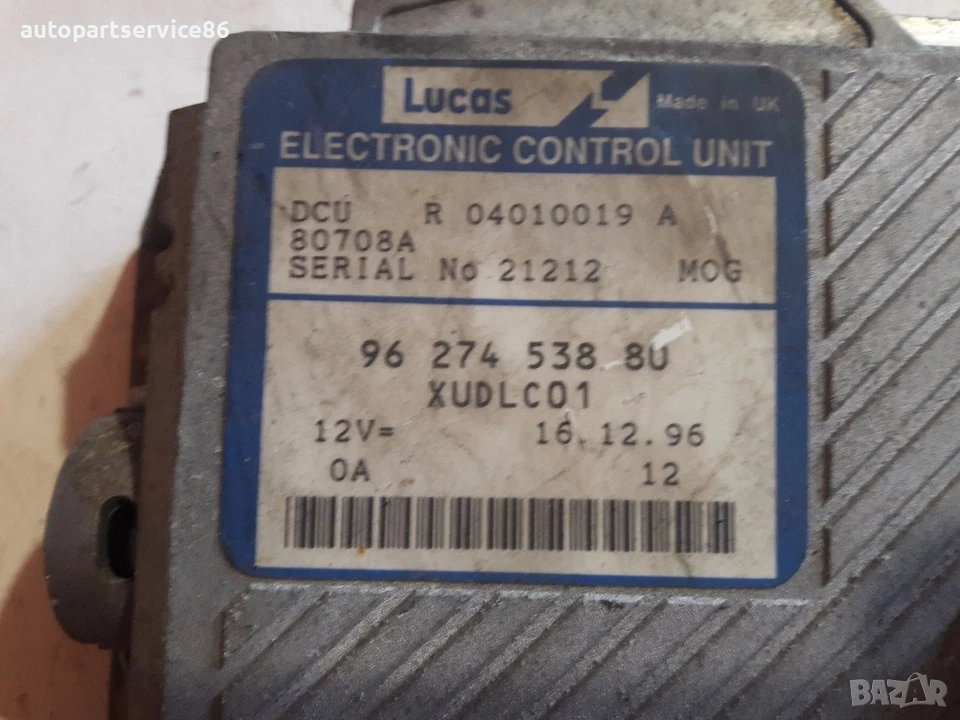 autopartservice86
Lucas
Made in UK
ELECTRONIC CONTROL UNIT
DCU R 04010019 A
80708A
SERIAL No 21212 MOG
96 274 538 80
XUDLC01
12V= 16.12.96
0A 12
BAZAR